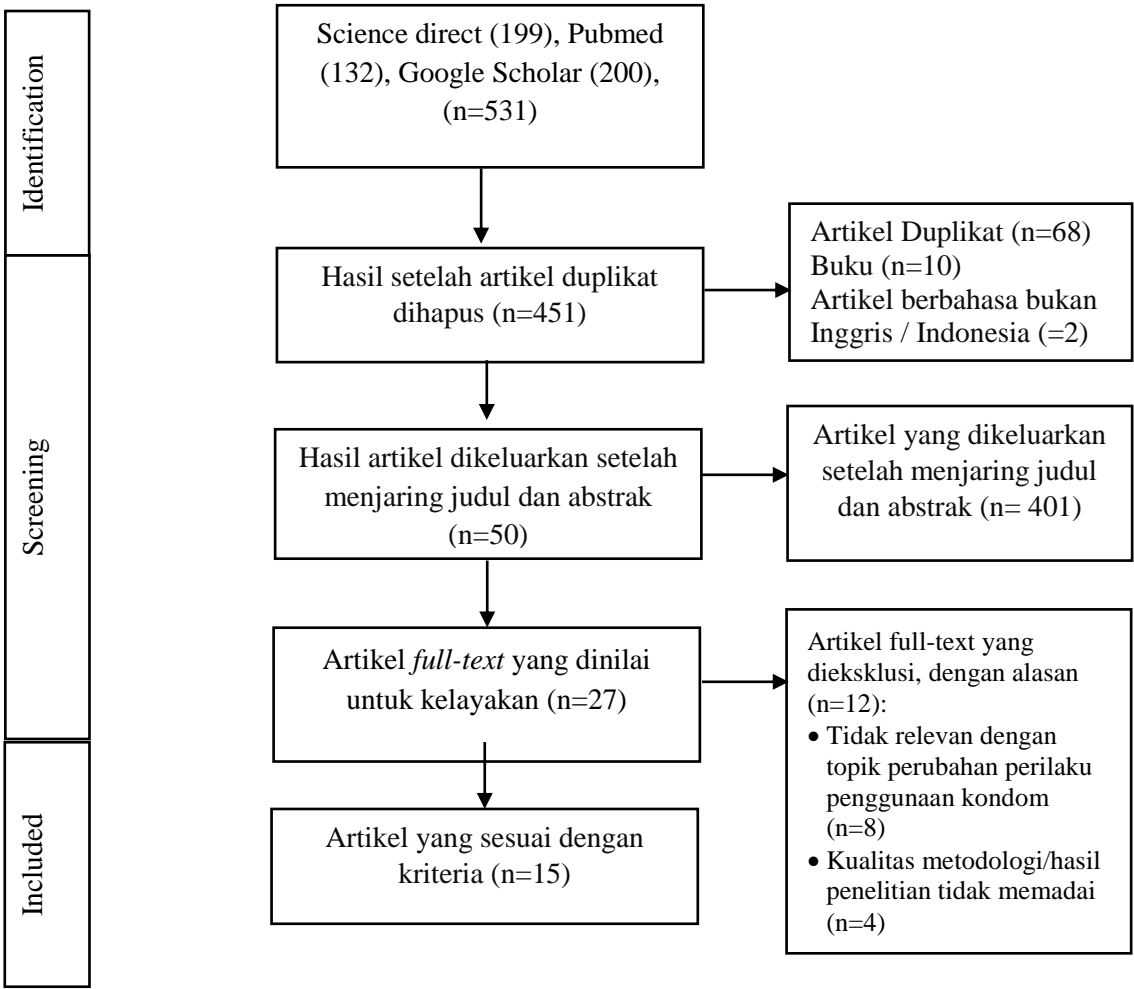 Identification
Science direct (199), Pubmed
(132), Google Scholar (200),
(n=531)
Screening
Hasil setelah artikel duplikat
dihapus (n=451)
Artikel Duplikat (n=68)
Buku (n=10)
Artikel berbahasa bukan
Inggris / Indonesia (=2)
Hasil artikel dikeluarkan setelah
menjaring judul dan abstrak
(n=50)
Artikel yang dikeluarkan
setelah menjaring judul
dan abstrak (n= 401)
Artikel full-text yang dinilai
untuk kelayakan (n=27)
Artikel full-text yang
dieksklusi, dengan alasan
(n=12):
• Tidak relevan dengan
topik perubahan perilaku
penggunaan kondom
(n=8)
• Kualitas metodologi/hasil
penelitian tidak memadai
(n=4)
Included
Artikel yang sesuai dengan
kriteria (n=15)